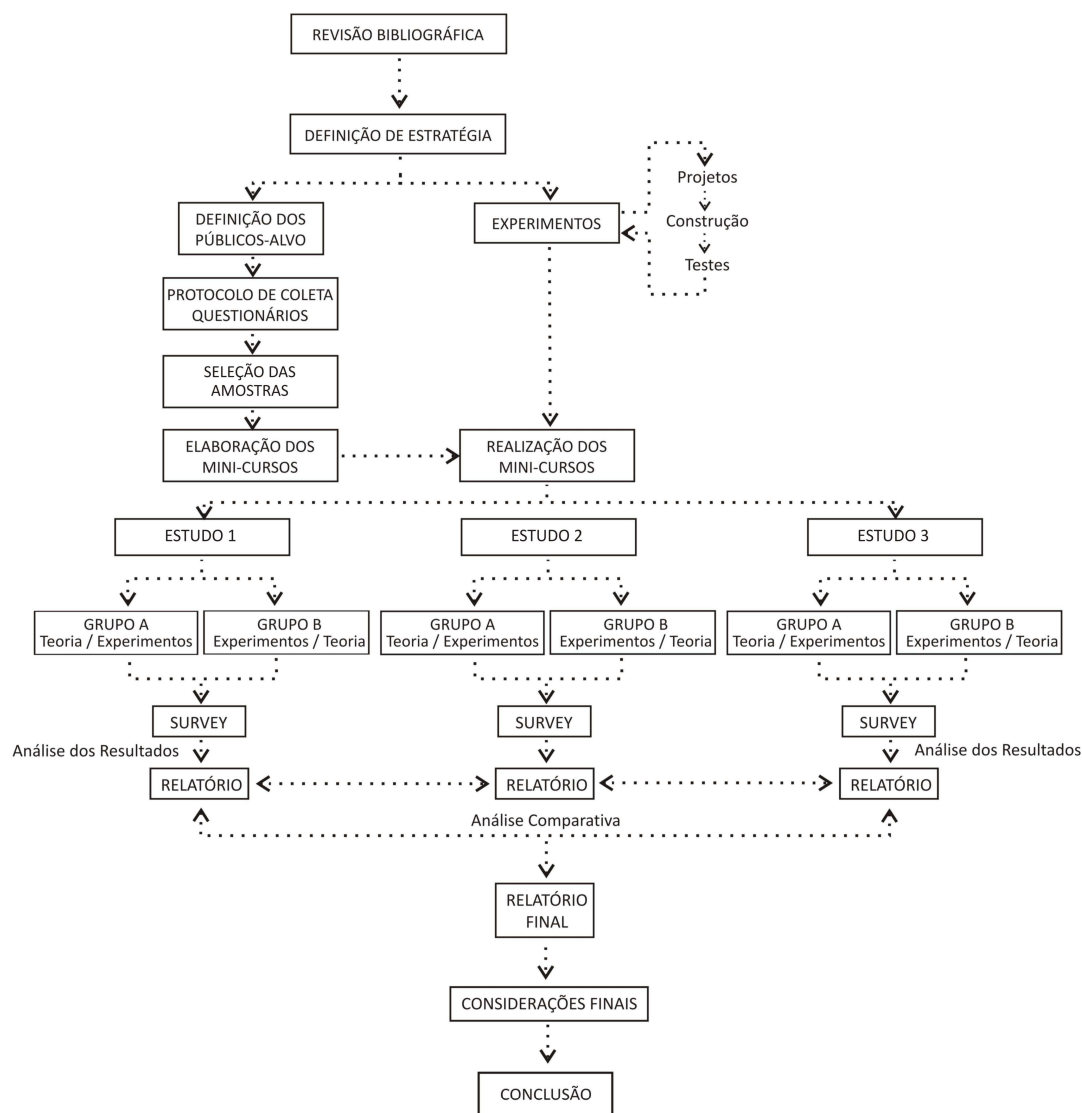 REVISÃO BIBLIOGRÁFICA
DEFINIÇÃO DE ESTRATÉGIA
DEFINIÇÃO DOS
PÚBLICOS-ALVO
EXPERIMENTOS
Projetos
Construção
Testes
PROTOCOLO DE COLETA
QUESTIONÁRIOS
SELEÇÃO DAS
AMOSTRAS
ELABORAÇÃO DOS
MINI-CURSOS
REALIZAÇÃO DOS
MINI-CURSOS
ESTUDO 1
ESTUDO 2
ESTUDO 3
GRUPO A
Teoria / Experimentos
GRUPO B
Experimentos / Teoria
GRUPO A
Teoria / Experimentos
GRUPO B
Experimentos / Teoria
GRUPO A
Teoria / Experimentos
GRUPO B
Experimentos / Teoria
SURVEY
SURVEY
SURVEY
Análise dos Resultados
Análise dos Resultados
RELATÓRIO
RELATÓRIO
RELATÓRIO
Análise Comparativa
RELATÓRIO
FINAL
CONSIDERAÇÕES FINAIS
CONCLUSÃO